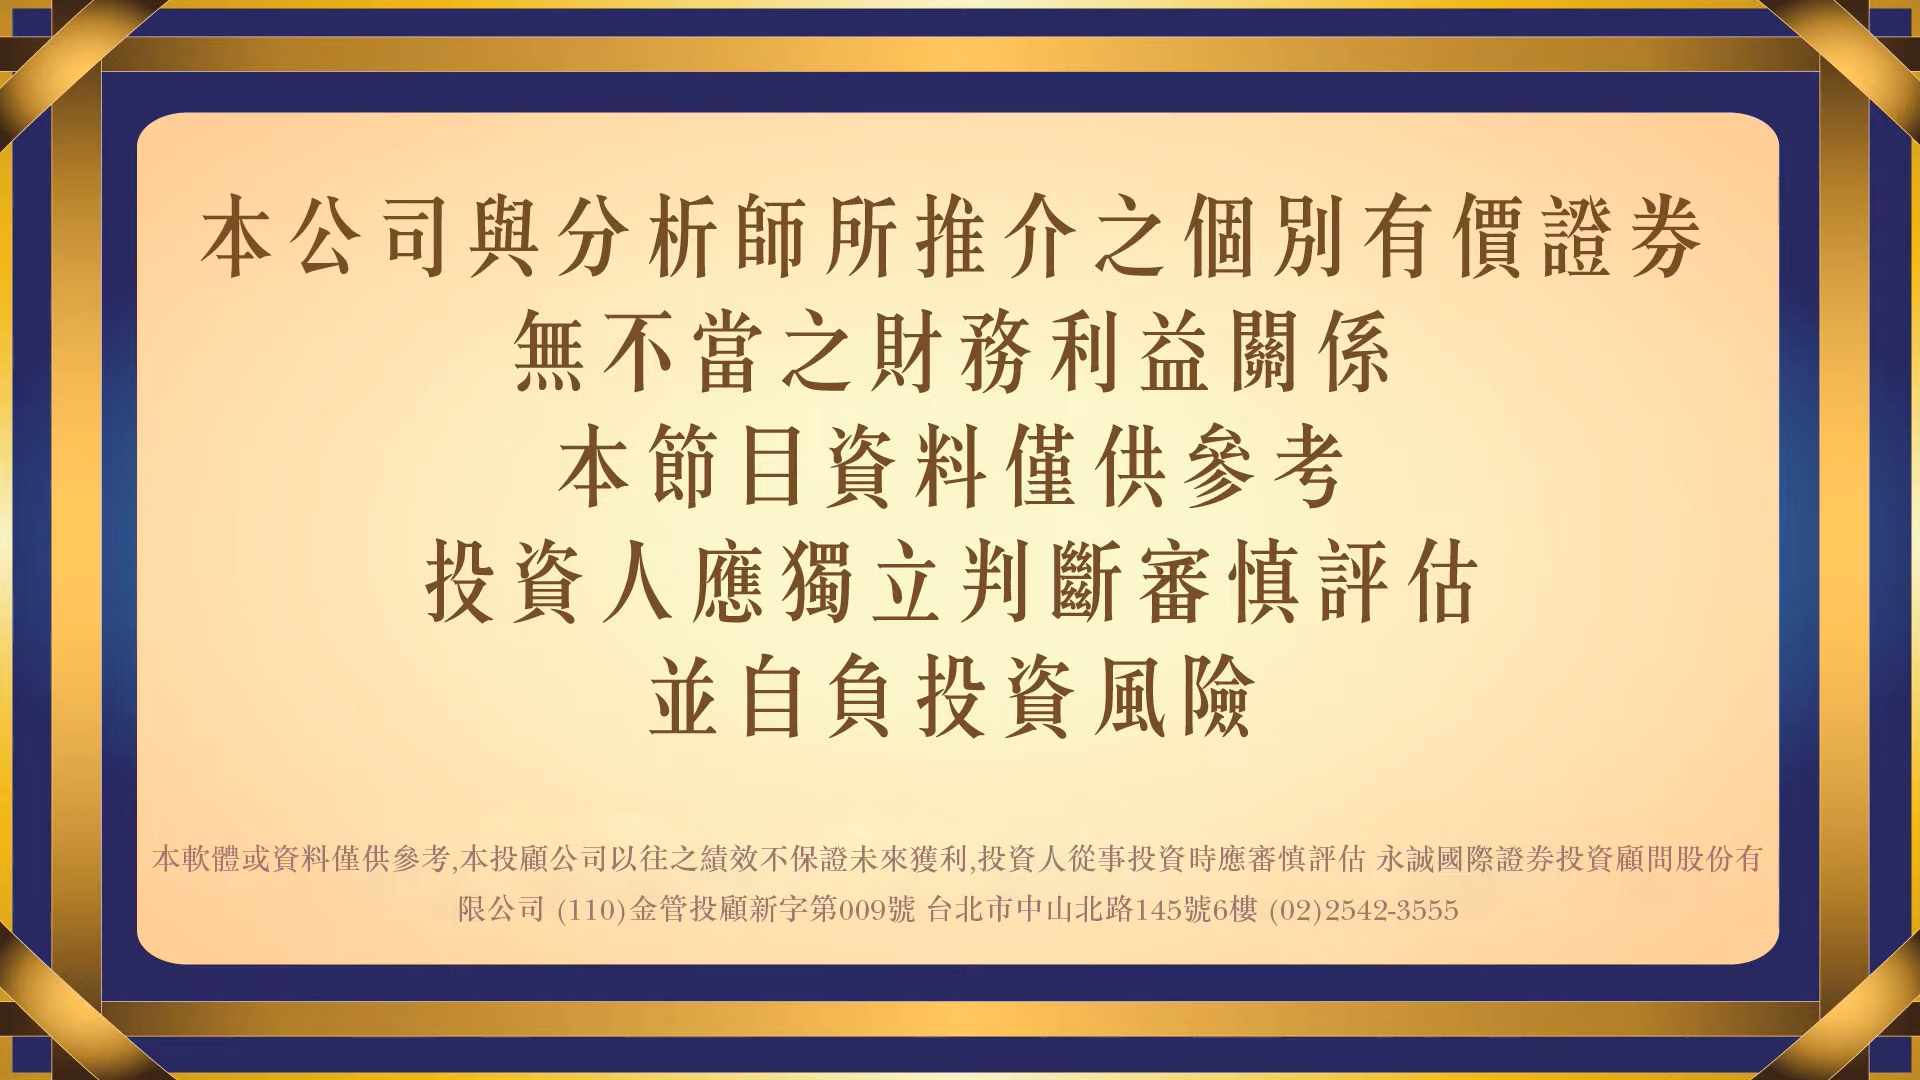 本公司與分析師所推介之個別有價證券
無不當之財務利益關係
本節目資料僅供參考
投資人應獨立判斷審慎評估
並自負投資風險
本軟體或資料僅供參考,本投顧公司以往之績效不保證未來獲利,投資人從事投資時應審慎評估 永誠國際證券投資顧問股份有
限公司 (110)金管投顧新字第009號 台北市中山北路145號6樓 (02)2542-3555